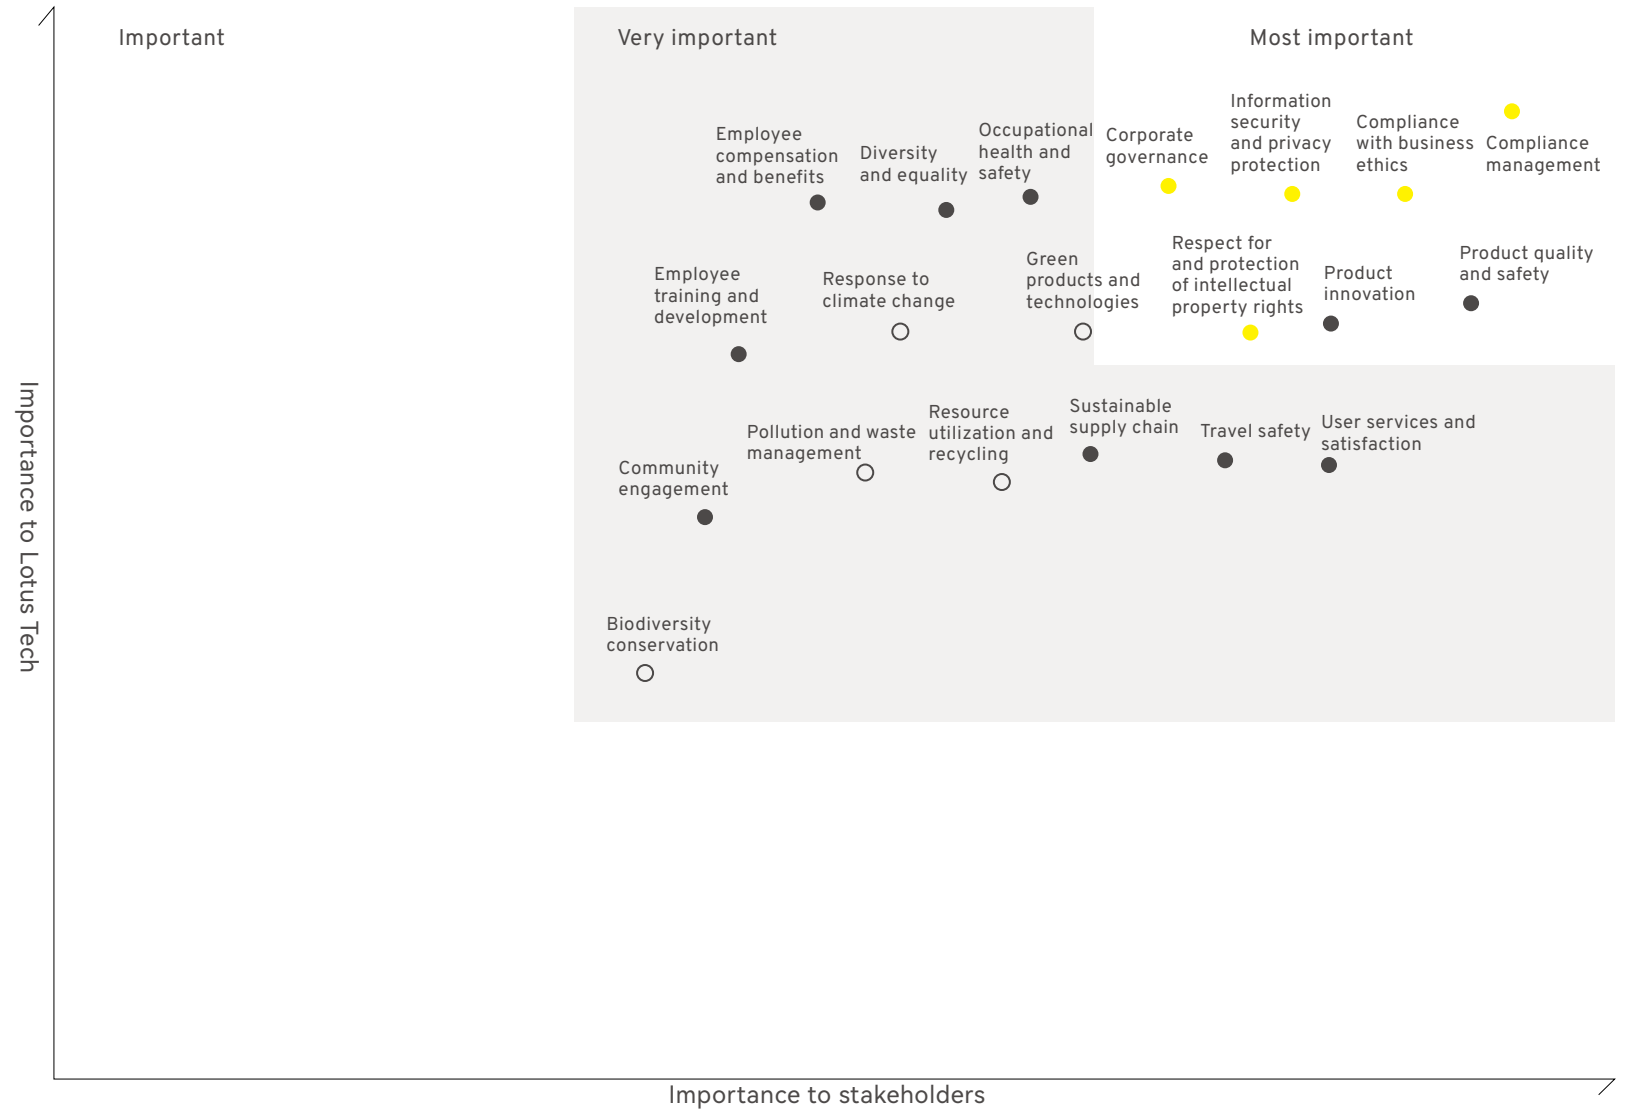 Important
Very important
Most important
Employee
compensation
and benefits
Diversity
and equality
Occupational
health and
safety
Corporate
governance
Information
security
and privacy
protection
Compliance
with business
ethics
Compliance
management
Employee
training and
development
Response to
climate change
Green
products and
technologies
Respect for
and protection
of intellectual
property rights
Product
innovation
Product quality
and safety
Community
engagement
Pollution and waste
management
Resource
utilization and
recycling
Sustainable
supply chain
Travel safety
User services and
satisfaction
Biodiversity
conservation
Importance to Lotus Tech
Importance to stakeholders